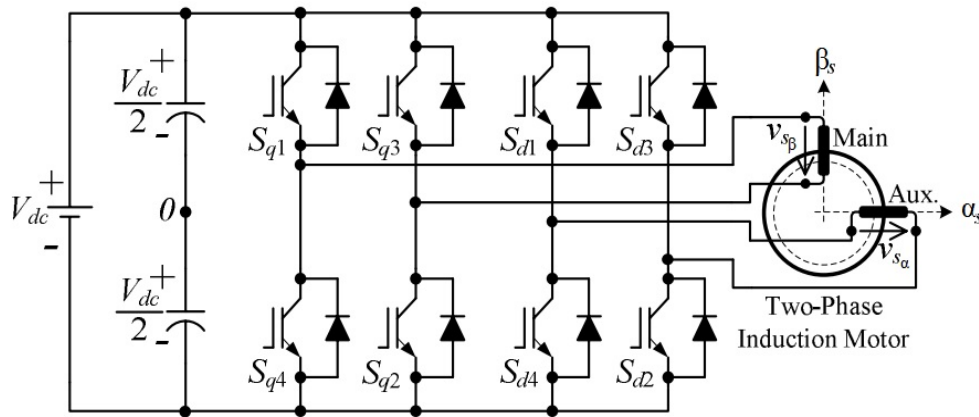 V_dc
+
-
V_dc/2
+
-
V_dc/2
+
-
0
S_q1
S_q3
S_d1
S_d3
S_q4
S_q2
S_d4
S_d2
β_s
v_sβ
Main
Aux.
α_s
v_sα
Two-Phase
Induction Motor